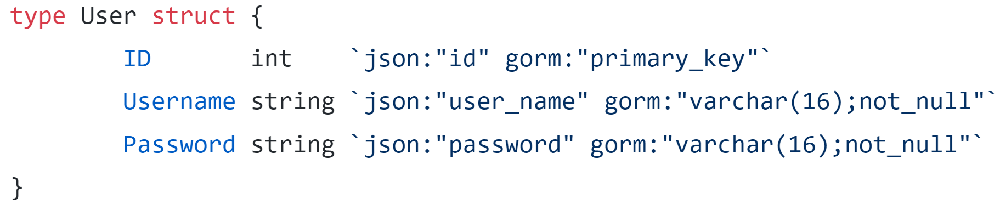 type User struct {
ID int `json:"id" gorm:"primary_key"`
Username string `json:"user_name" gorm:"varchar(16);not_null"`
Password string `json:"password" gorm:"varchar(16);not_null"`
}